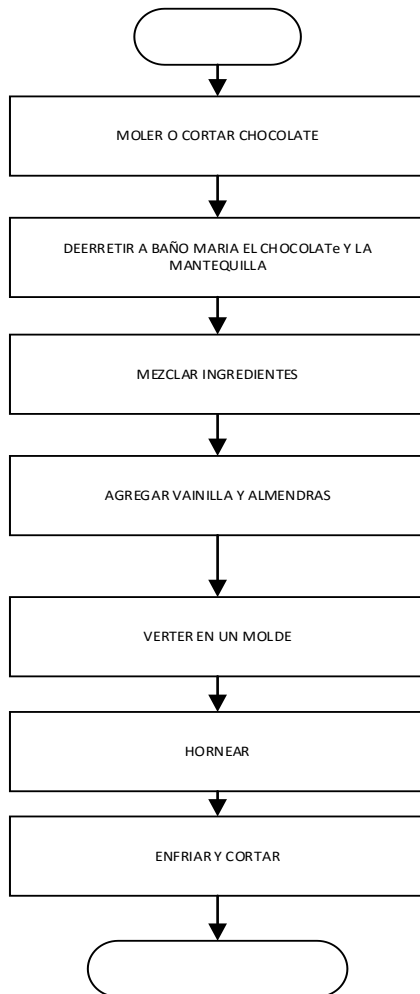 MOLER O CORTAR CHOCOLATE
DEERRETIR A BAÑO MARIA EL CHOCOLATe Y LA
MANTEQUILLA
MEZCLAR INGREDIENTES
AGREGAR VAINILLA Y ALMENDRAS
VERTER EN UN MOLDE
HORNEAR
ENFRIAR Y CORTAR